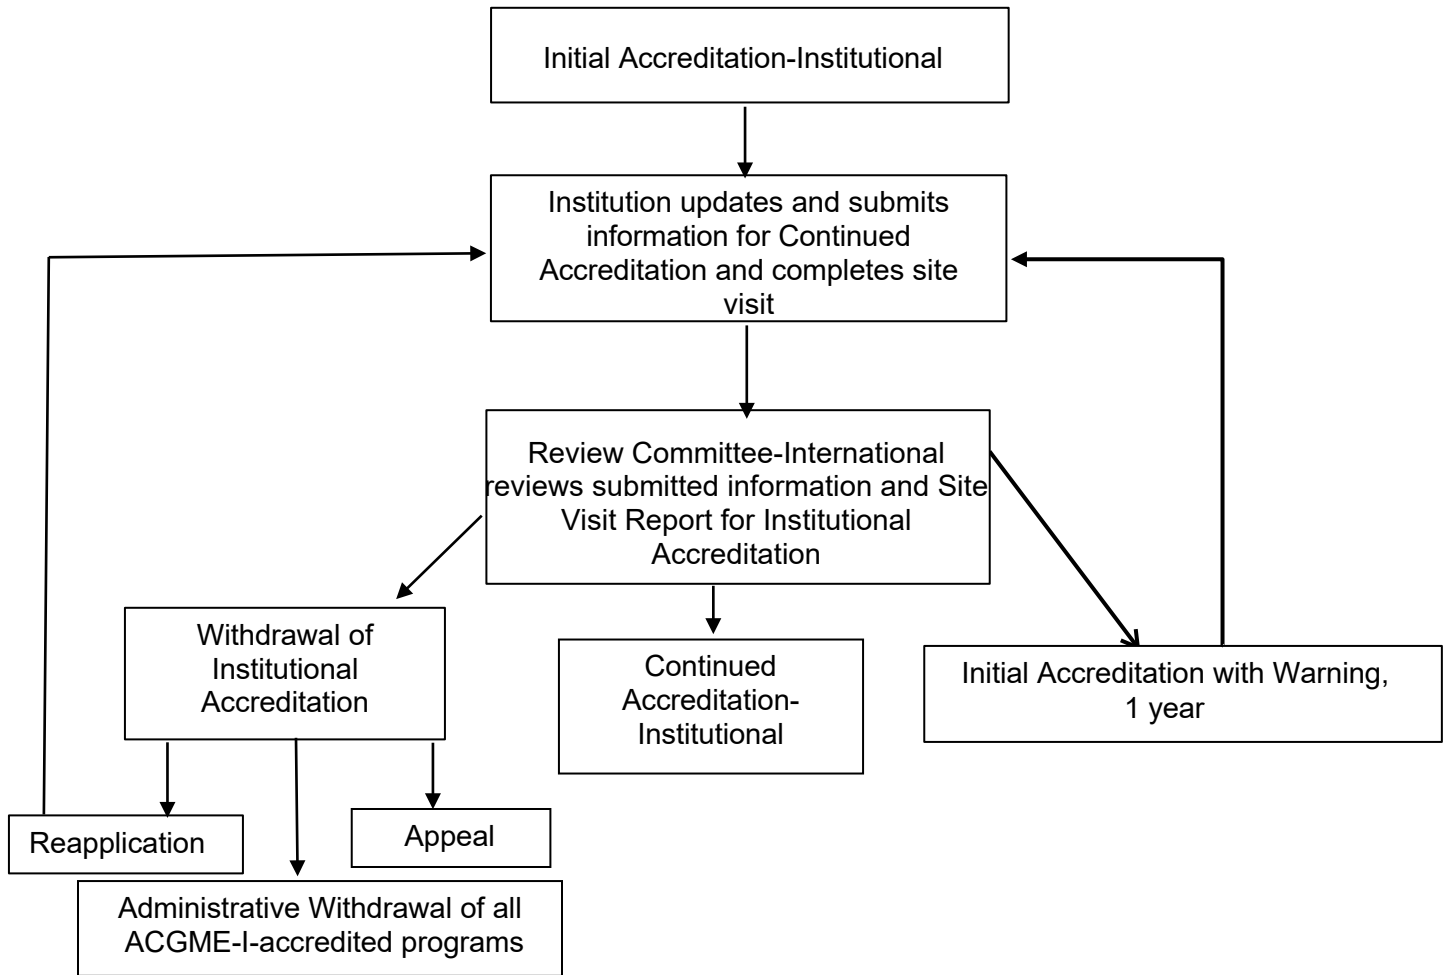 Initial Accreditation-Institutional
Institution updates and submits
information for Continued
Accreditation and completes site
visit
Review Committee-International
reviews submitted information and Site
Visit Report for Institutional
Accreditation
Withdrawal of
Institutional
Accreditation
Continued
Accreditation-
Institutional
Initial Accreditation with Warning,
1 year
Reapplication
Appeal
Administrative Withdrawal of all
ACGME-I-accredited programs